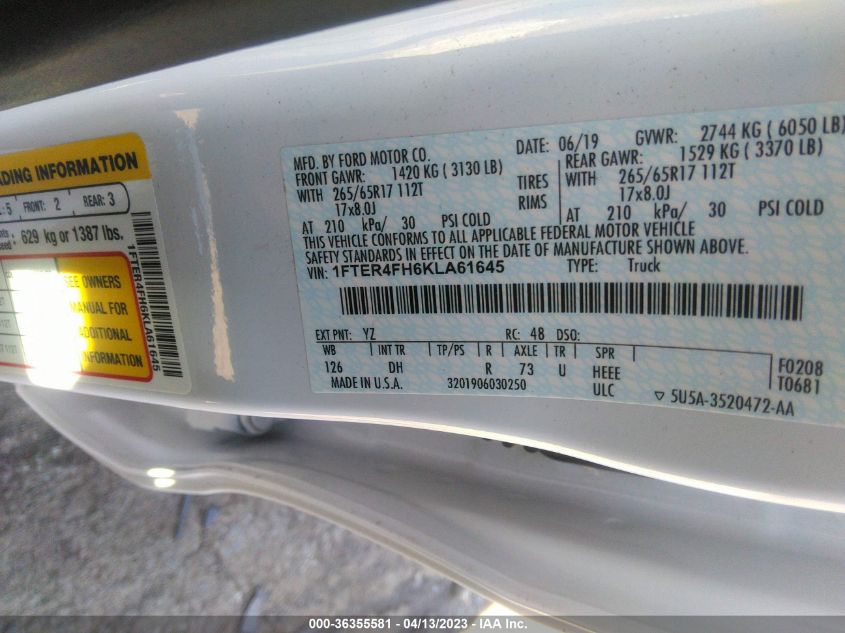 ADING INFORMATION
: 5 FRONT: 2 REAR: 3
629 kg or 1387 lbs.
SEE OWNERS
MANUAL FOR
ADDITIONAL
INFORMATION
1FTER4FH6KLA61645
MFD. BY FORD MOTOR CO. DATE: 06/19 GVWR: 2744 KG ( 6050 LB)
FRONT GAWR: 1420 KG ( 3130 LB) REAR GAWR: 1529 KG ( 3370 LB)
WITH 265/65R17 112T TIRES WITH 265/65R17 112T
17x8.0J RIMS 17x8.0J
AT 210 kPa/ 30 PSI COLD AT 210 kPa/ 30 PSI COLD
THIS VEHICLE CONFORMS TO ALL APPLICABLE FEDERAL MOTOR VEHICLE
SAFETY STANDARDS IN EFFECT ON THE DATE OF MANUFACTURE SHOWN ABOVE.
VIN: 1FTER4FH6KLA61645 TYPE: Truck
EXT PNT: YZ RC: 48 DSO:
WB INT TR TP/PS R AXLE TR SPR
126 DH R 73 U HEEE F0208
ULC T0681
MADE IN U.S.A. 3201906030250 5U5A-3520472-AA
000-36355581 - 04/13/2023 - IAA Inc.